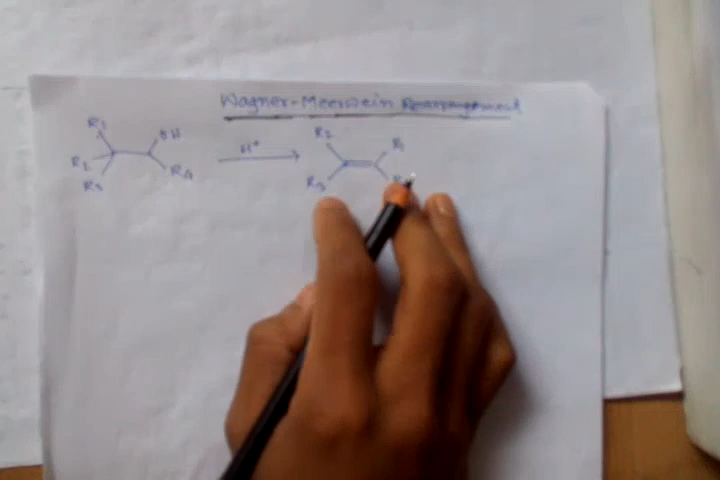 Wagner-Meerwein Rearrangement
R1 OH
R2 H+ R2 R1
R3 R4 R3